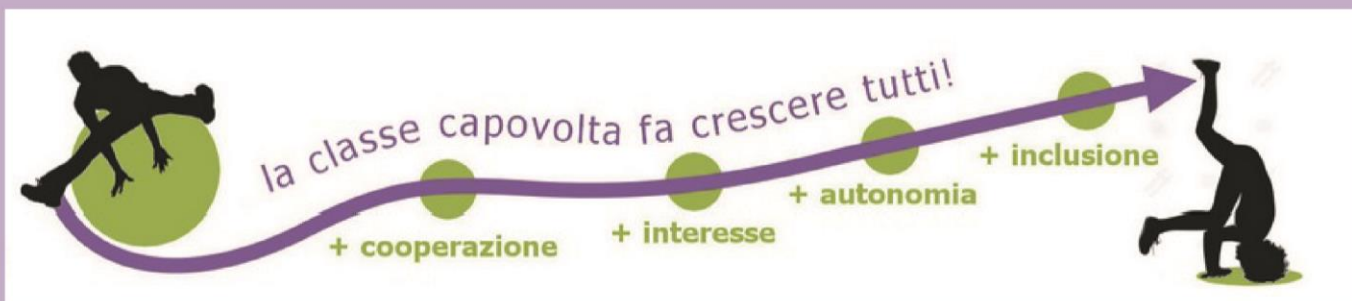 la classe capovolta fa crescere tutti!
+ cooperazione
+ interesse
+ autonomia
+ inclusione